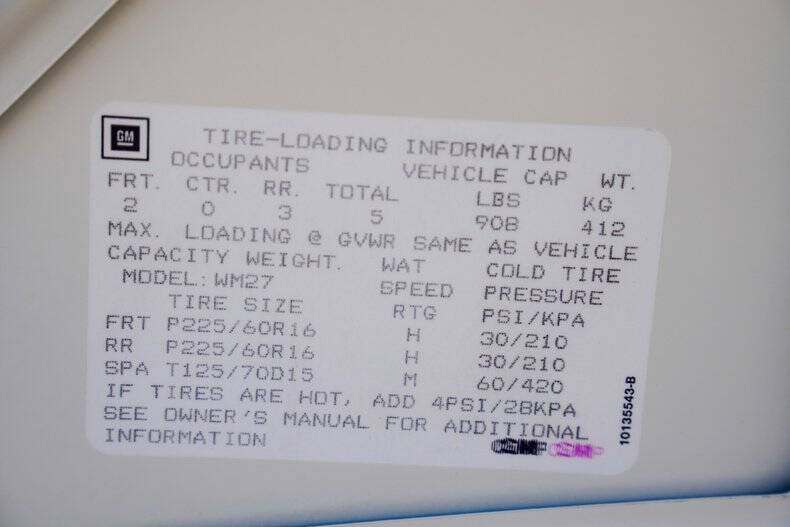 GM
TIRE-LOADING INFORMATION
OCCUPANTS VEHICLE CAP WT.
FRT. CTR. RR. TOTAL LBS KG
2 0 3 5 908 412
MAX. LOADING @ GVWR SAME AS VEHICLE
CAPACITY WEIGHT. WAT COLD TIRE
MODEL: WM27 SPEED PRESSURE
TIRE SIZE RTG PSI/KPA
FRT P225/60R16 H 30/210
RR P225/60R16 H 30/210
SPA T125/70D15 M 60/420
IF TIRES ARE HOT, ADD 4PSI/28KPA
SEE OWNER'S MANUAL FOR ADDITIONAL
INFORMATION
10135543-B